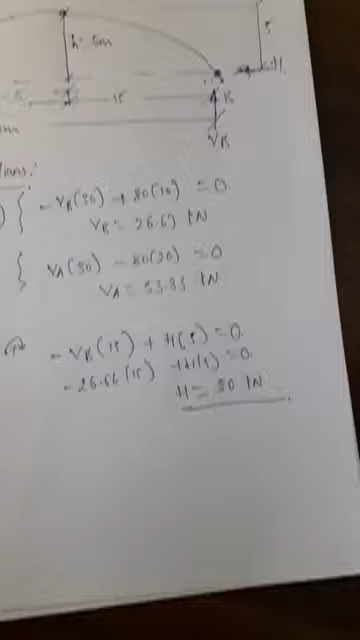 h= 5m
5
H
15
B
VB
{ -VB(30) + 80(10) = 0
VB = 26.67 kN
{ VA(30) - 80(20) = 0
VA = 53.33 kN
-VB(15) + H(5) = 0
-26.66(15) + H(5) = 0
H = 80 kN